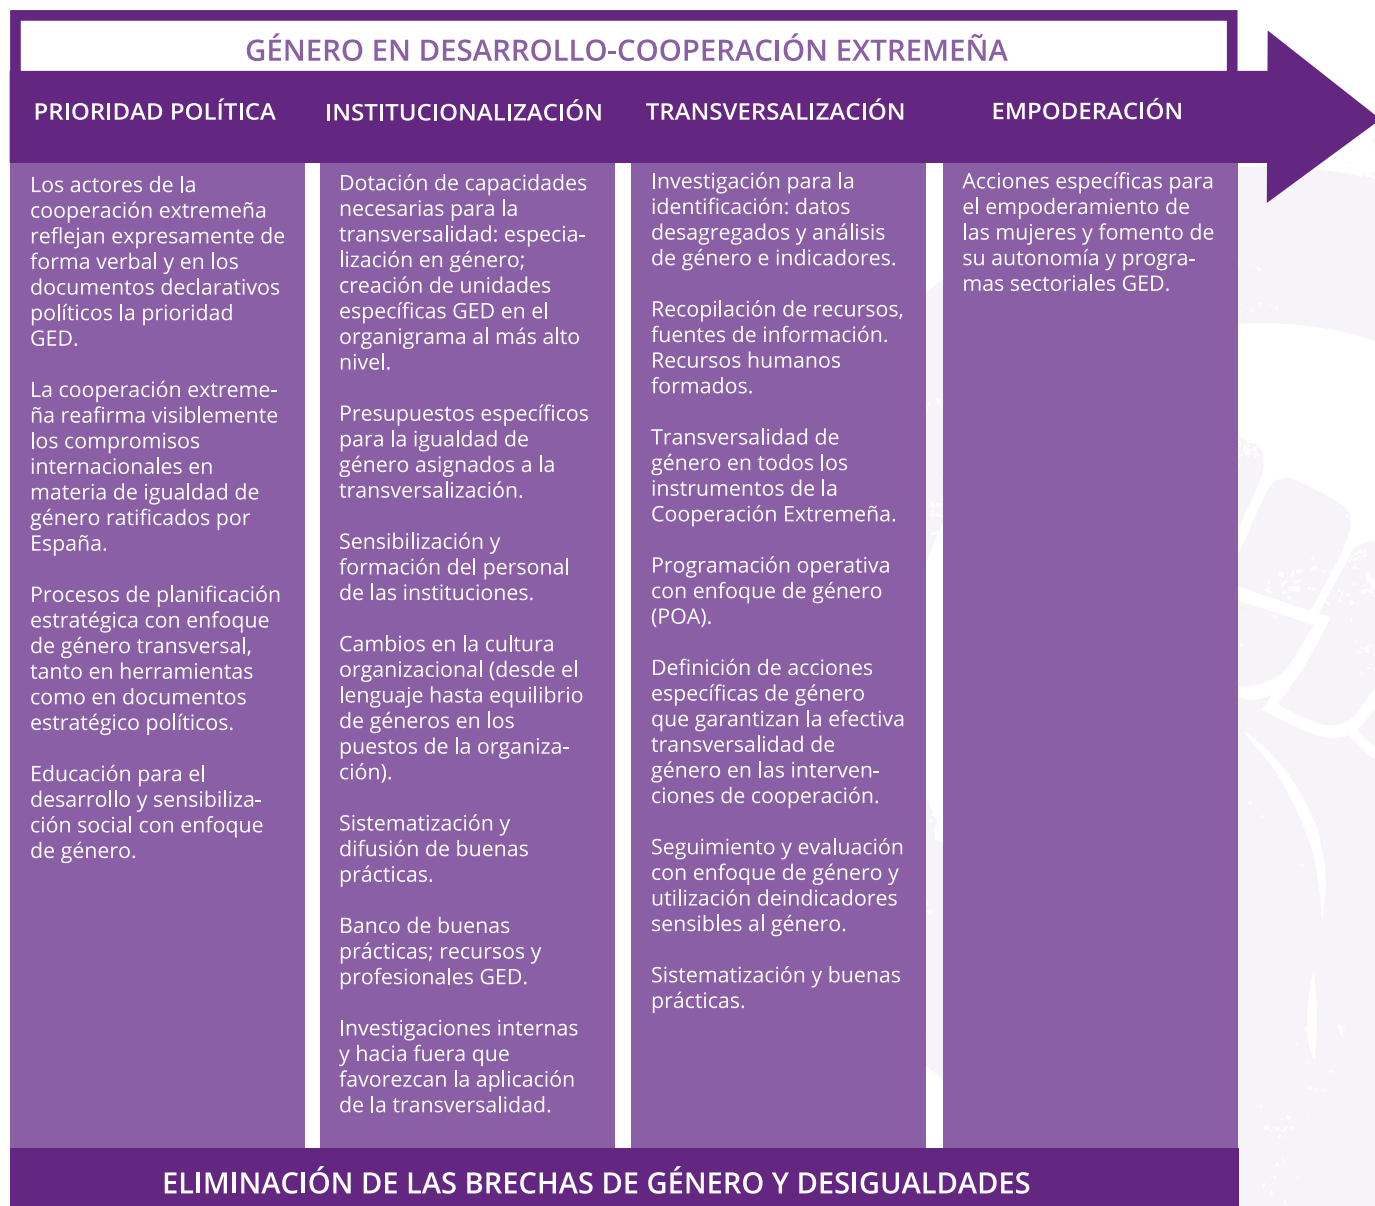 GÉNERO EN DESARROLLO-COOPERACIÓN EXTREMEÑA
PRIORIDAD POLÍTICA
INSTITUCIONALIZACIÓN
TRANSVERSALIZACIÓN
EMPODERACIÓN
Los actores de la
cooperación extremeña
reflejan expresamente de
forma verbal y en los
documentos declarativos
políticos la prioridad
GED.
La cooperación extreme-
ña reafirma visiblemente
los compromisos
internacionales en
materia de igualdad de
género ratificados por
España.
Procesos de planificación
estratégica con enfoque
de género transversal,
tanto en herramientas
como en documentos
estratégico políticos.
Educación para el
desarrollo y sensibiliza-
ción social con enfoque
de género.
Dotación de capacidades
necesarias para la
transversalidad: especia-
lización en género;
creación de unidades
específicas GED en el
organigrama al más alto
nivel.
Presupuestos específicos
para la igualdad de
género asignados a la
transversalización.
Sensibilización y
formación del personal
de las instituciones.
Cambios en la cultura
organizacional (desde el
lenguaje hasta equilibrio
de géneros en los
puestos de la organiza-
ción).
Sistematización y
difusión de buenas
prácticas.
Banco de buenas
prácticas; recursos y
profesionales GED.
Investigaciones internas
y hacia fuera que
favorezcan la aplicación
de la transversalidad.
Investigación para la
identificación: datos
desagregados y análisis
de género e indicadores.
Recopilación de recursos,
fuentes de información.
Recursos humanos
formados.
Transversalidad de
género en todos los
instrumentos de la
Cooperación Extremeña.
Programación operativa
con enfoque de género
(POA).
Definición de acciones
específicas de género
que garantizan la efectiva
transversalidad de
género en las interven-
ciones de cooperación.
Seguimiento y evaluación
con enfoque de género y
utilización deindicadores
sensibles al género.
Sistematización y buenas
prácticas.
Acciones específicas para
el empoderamiento de
las mujeres y fomento de
su autonomía y progra-
mas sectoriales GED.
ELIMINACIÓN DE LAS BRECHAS DE GÉNERO Y DESIGUALDADES